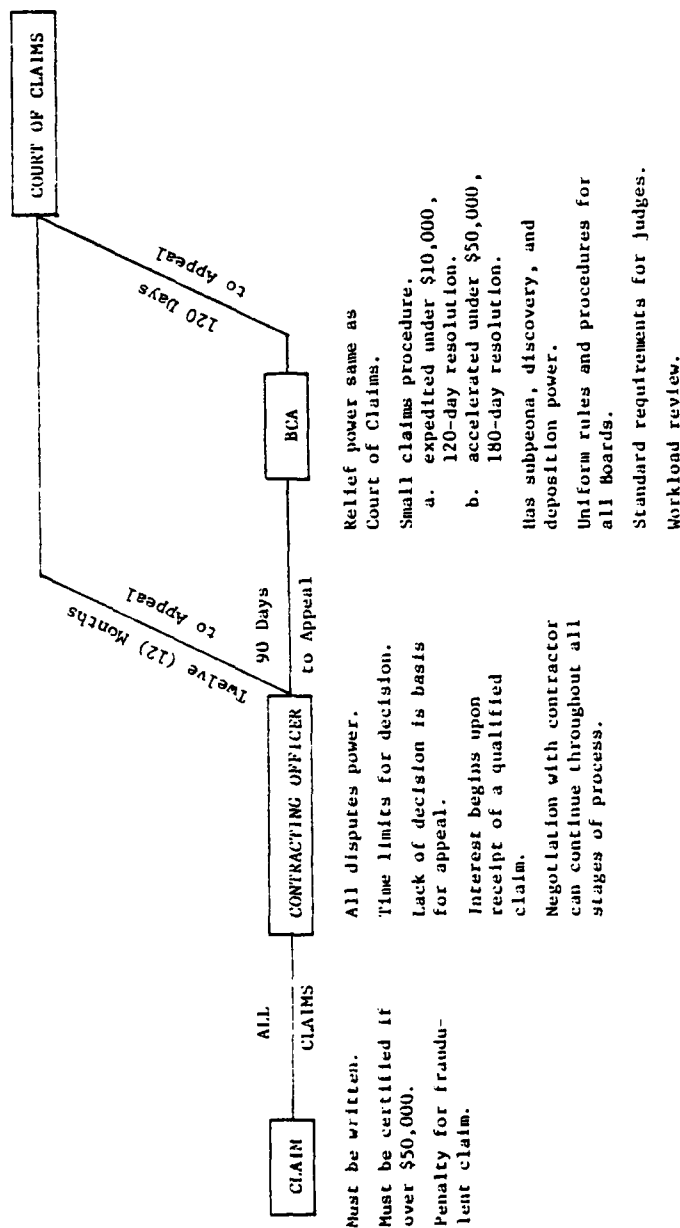 COURT OF CLAIMS
Twelve (12) Months
to Appeal
120 Days
to Appeal
CLAIM
ALL
CLAIMS
CONTRACTING OFFICER
90 Days
to Appeal
BCA
Must be written.
Must be certified if
over $50,000.
Penalty for fraudu-
lent claim.
All disputes power.
Time limits for decision.
Lack of decision is basis
for appeal.
Interest begins upon
receipt of a qualified
claim.
Negotiation with contractor
can continue throughout all
stages of process.
Relief power same as
Court of Claims.
Small claims procedure.
a. expedited under $10,000,
120-day resolution.
b. accelerated under $50,000,
180-day resolution.
Has subpeona, discovery, and
deposition power.
Uniform rules and procedures for
all Boards.
Standard requirements for judges.
Workload review.